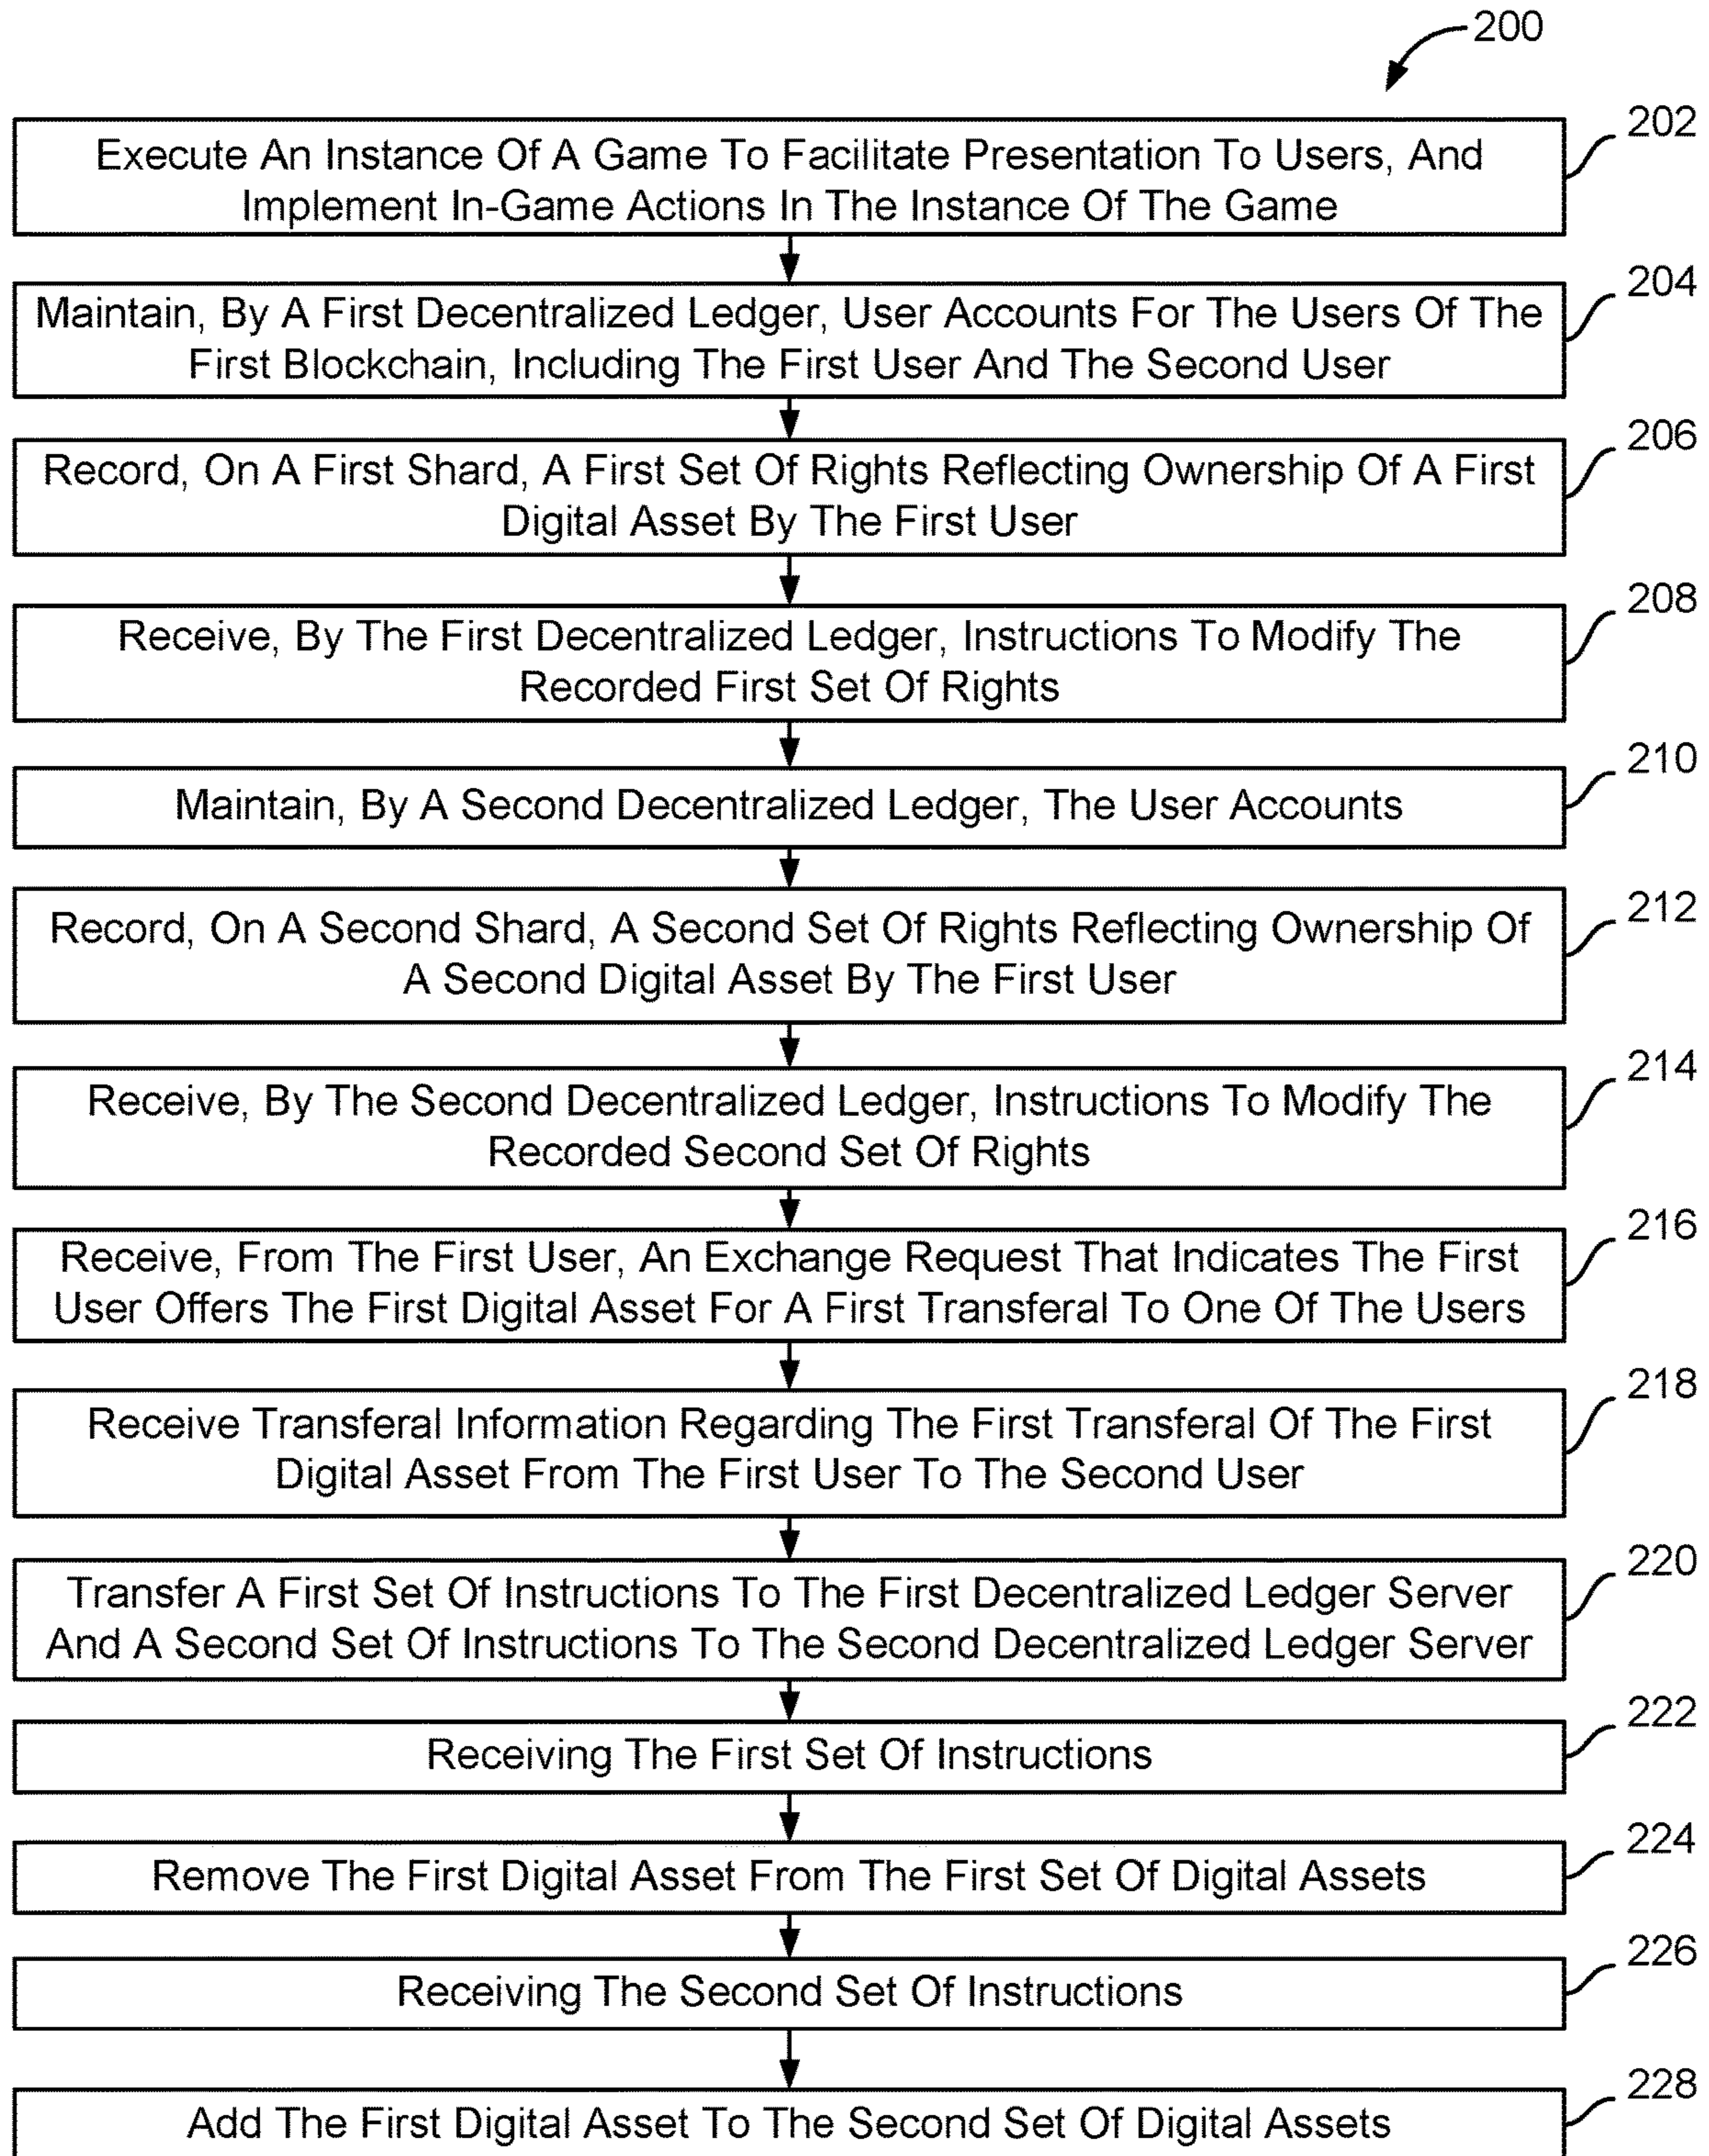 200
202
Execute An Instance Of A Game To Facilitate Presentation To Users, And
Implement In-Game Actions In The Instance Of The Game
204
Maintain, By A First Decentralized Ledger, User Accounts For The Users Of The
First Blockchain, Including The First User And The Second User
206
Record, On A First Shard, A First Set Of Rights Reflecting Ownership Of A First
Digital Asset By The First User
208
Receive, By The First Decentralized Ledger, Instructions To Modify The
Recorded First Set Of Rights
210
Maintain, By A Second Decentralized Ledger, The User Accounts
212
Record, On A Second Shard, A Second Set Of Rights Reflecting Ownership Of
A Second Digital Asset By The First User
214
Receive, By The Second Decentralized Ledger, Instructions To Modify The
Recorded Second Set Of Rights
216
Receive, From The First User, An Exchange Request That Indicates The First
User Offers The First Digital Asset For A First Transferal To One Of The Users
218
Receive Transferal Information Regarding The First Transferal Of The First
Digital Asset From The First User To The Second User
220
Transfer A First Set Of Instructions To The First Decentralized Ledger Server
And A Second Set Of Instructions To The Second Decentralized Ledger Server
222
Receiving The First Set Of Instructions
224
Remove The First Digital Asset From The First Set Of Digital Assets
226
Receiving The Second Set Of Instructions
228
Add The First Digital Asset To The Second Set Of Digital Assets